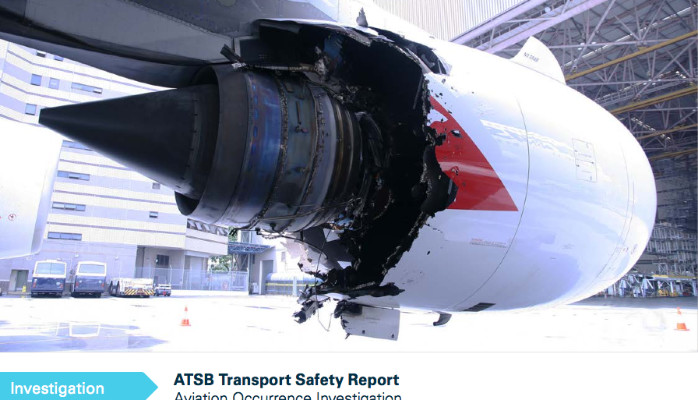 Investigation
ATSB Transport Safety Report
Aviation Occurrence Investigation